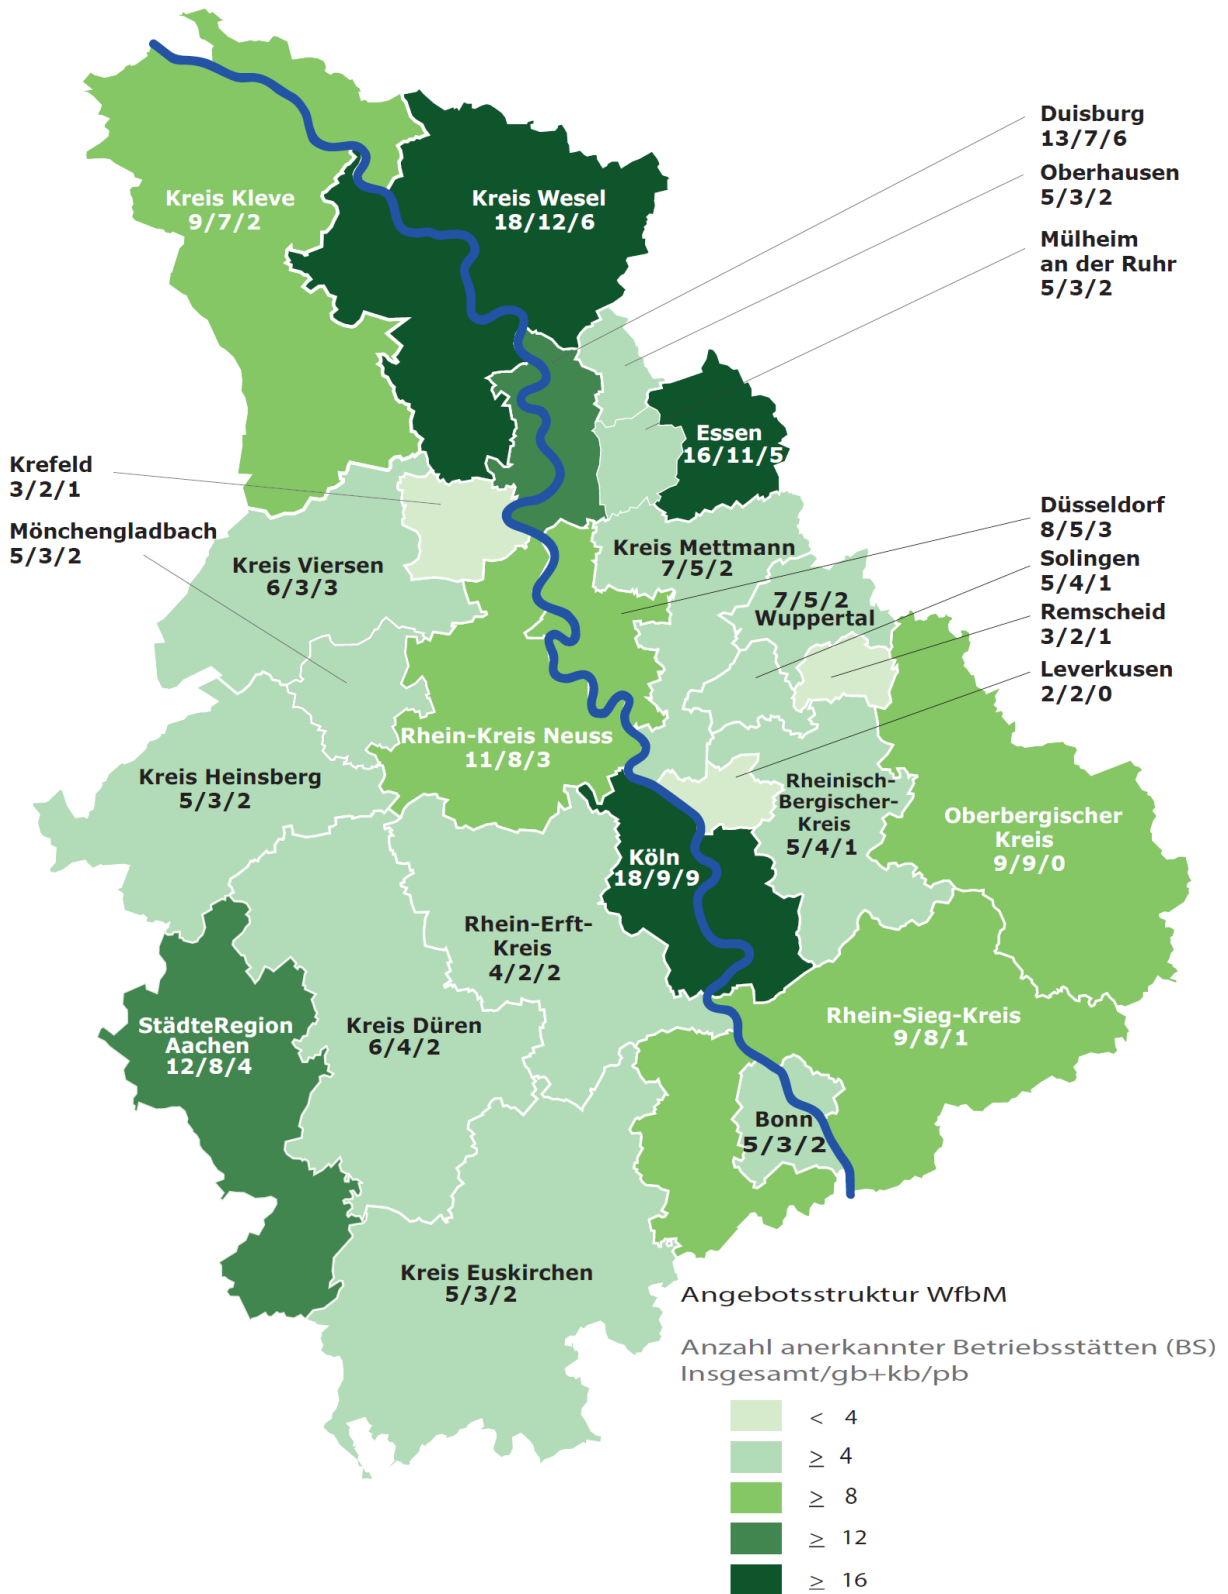 Duisburg
13/7/6
Oberhausen
5/3/2
Mülheim
an der Ruhr
5/3/2
Kreis Kleve
9/7/2
Kreis Wesel
18/12/6
Essen
16/11/5
Krefeld
3/2/1
Mönchengladbach
5/3/2
Düsseldorf
8/5/3
Solingen
5/4/1
Remscheid
3/2/1
Leverkusen
2/2/0
Kreis Viersen
6/3/3
Kreis Mettmann
7/5/2
7/5/2
Wuppertal
Rhein-Kreis Neuss
11/8/3
Kreis Heinsberg
5/3/2
Rheinisch-
Bergischer-
Kreis
5/4/1
Oberbergischer
Kreis
9/9/0
Köln
18/9/9
Rhein-Erft-
Kreis
4/2/2
StädteRegion
Aachen
12/8/4
Kreis Düren
6/4/2
Rhein-Sieg-Kreis
9/8/1
Bonn
5/3/2
Kreis Euskirchen
5/3/2
Angebotsstruktur WfbM
Anzahl anerkannter Betriebsstätten (BS)
Insgesamt/gb+kb/pb
< 4
≥ 4
≥ 8
≥ 12
≥ 16